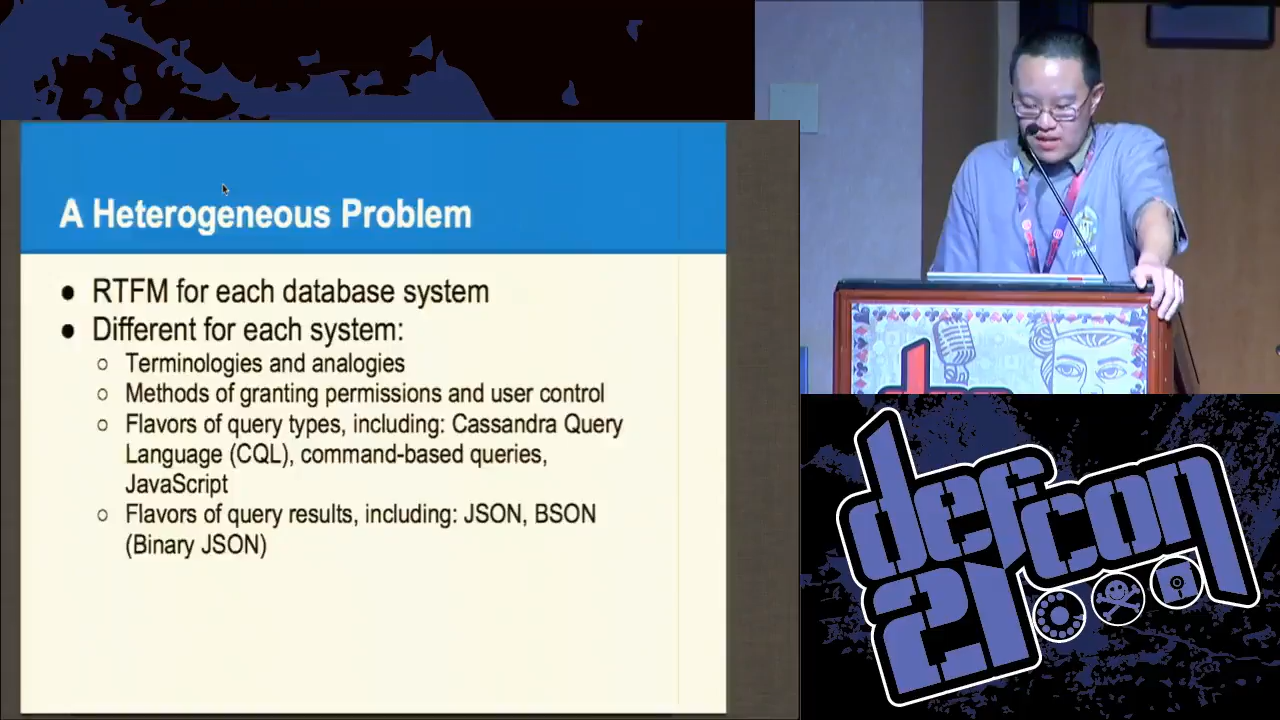 A Heterogeneous Problem
● RTFM for each database system
● Different for each system:
○ Terminologies and analogies
○ Methods of granting permissions and user control
○ Flavors of query types, including: Cassandra Query
Language (CQL), command-based queries,
JavaScript
○ Flavors of query results, including: JSON, BSON
(Binary JSON)
defcon
21